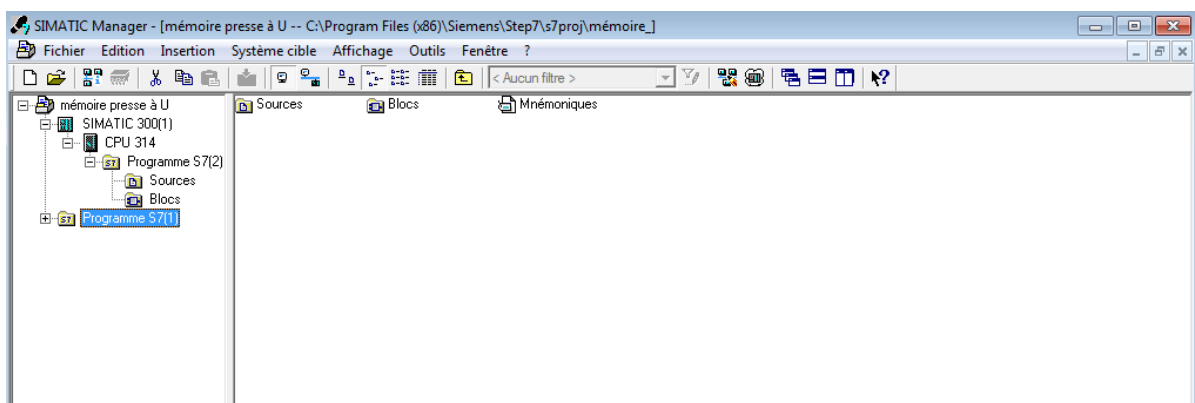 SIMATIC Manager - [mémoire presse à U -- C:\Program Files (x86)\Siemens\Step7\s7proj\mémoire_]
Fichier Edition Insertion Système cible Affichage Outils Fenêtre ?
< Aucun filtre >
mémoire presse à U
SIMATIC 300(1)
CPU 314
Programme S7(2)
Sources
Blocs
Programme S7(1)
Sources Blocs Mnémoniques